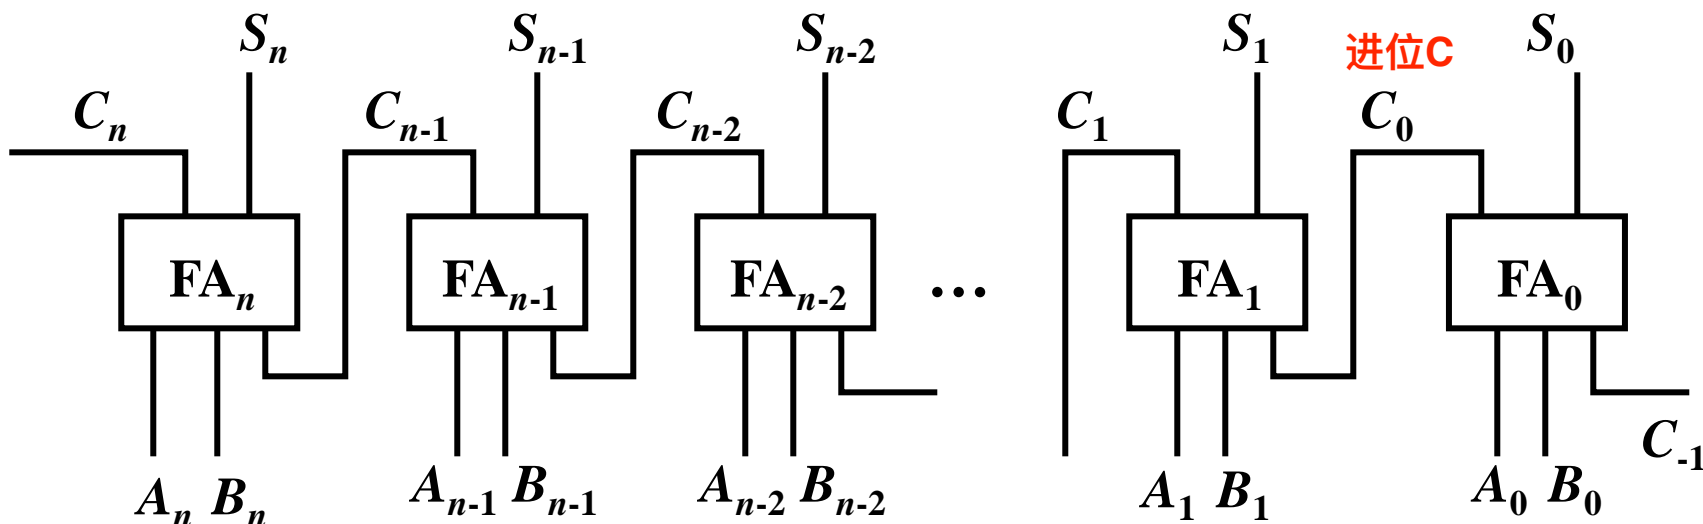 Sn Sn-1 Sn-2 S1 进位C S0
Cn Cn-1 Cn-2 C1 C0
FAn FAn-1 FAn-2 … FA1 FA0
C-1
An Bn An-1 Bn-1 An-2 Bn-2 A1 B1 A0 B0